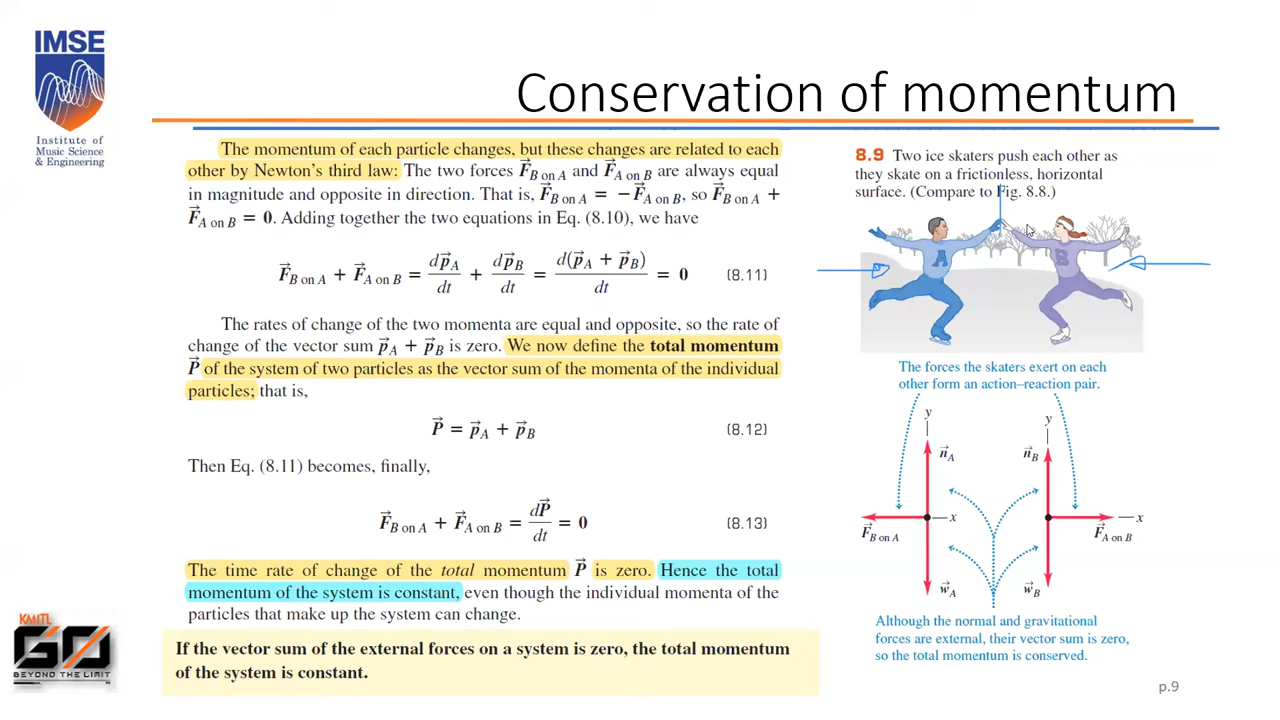 IMSE
Institute of
Music Science
& Engineering
Conservation of momentum
The momentum of each particle changes, but these changes are related to each
other by Newton's third law: The two forces F⃗B on A and F⃗A on B are always equal
in magnitude and opposite in direction. That is, F⃗B on A = −F⃗A on B, so F⃗B on A +
F⃗A on B = 0. Adding together the two equations in Eq. (8.10), we have
F⃗B on A + F⃗A on B = dp⃗A/dt + dp⃗B/dt = d(p⃗A + p⃗B)/dt = 0 (8.11)
The rates of change of the two momenta are equal and opposite, so the rate of
change of the vector sum p⃗A + p⃗B is zero. We now define the total momentum
P⃗ of the system of two particles as the vector sum of the momenta of the individual
particles; that is,
P⃗ = p⃗A + p⃗B (8.12)
Then Eq. (8.11) becomes, finally,
F⃗B on A + F⃗A on B = dP⃗/dt = 0 (8.13)
The time rate of change of the total momentum P⃗ is zero. Hence the total
momentum of the system is constant, even though the individual momenta of the
particles that make up the system can change.
If the vector sum of the external forces on a system is zero, the total momentum
of the system is constant.
8.9 Two ice skaters push each other as
they skate on a frictionless, horizontal
surface. (Compare to Fig. 8.8.)
A
B
The forces the skaters exert on each
other form an action–reaction pair.
y
y
n⃗A
n⃗B
x
x
F⃗B on A
F⃗A on B
w⃗A
w⃗B
Although the normal and gravitational
forces are external, their vector sum is zero,
so the total momentum is conserved.
KMITL
GO
BEYOND THE LIMIT
p.9